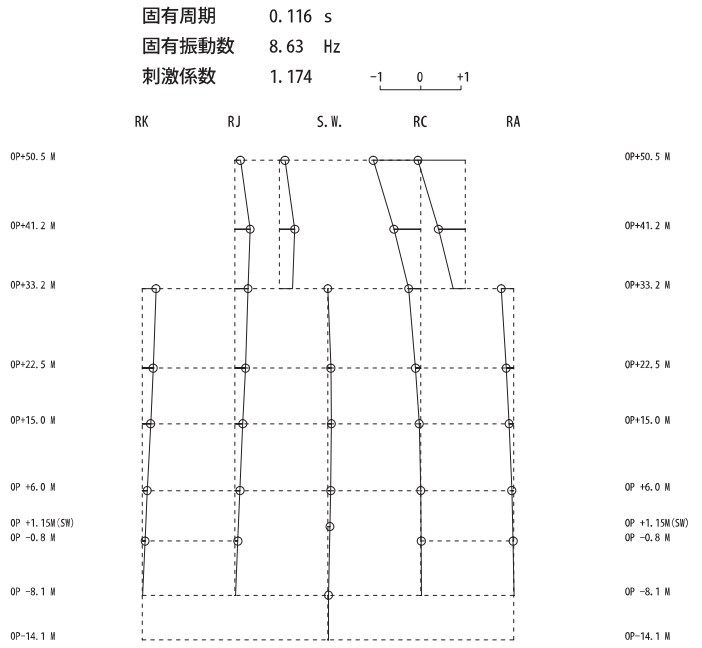 固有周期 0.116 s
固有振動数 8.63 Hz
刺激係数 1.174
-1 0 +1
RK RJ S.W. RC RA
OP+50.5 M OP+50.5 M
OP+41.2 M OP+41.2 M
OP+33.2 M OP+33.2 M
OP+22.5 M OP+22.5 M
OP+15.0 M OP+15.0 M
OP +6.0 M OP +6.0 M
OP +1.15M(SW) OP +1.15M(SW)
OP -0.8 M OP -0.8 M
OP -8.1 M OP -8.1 M
OP-14.1 M OP-14.1 M